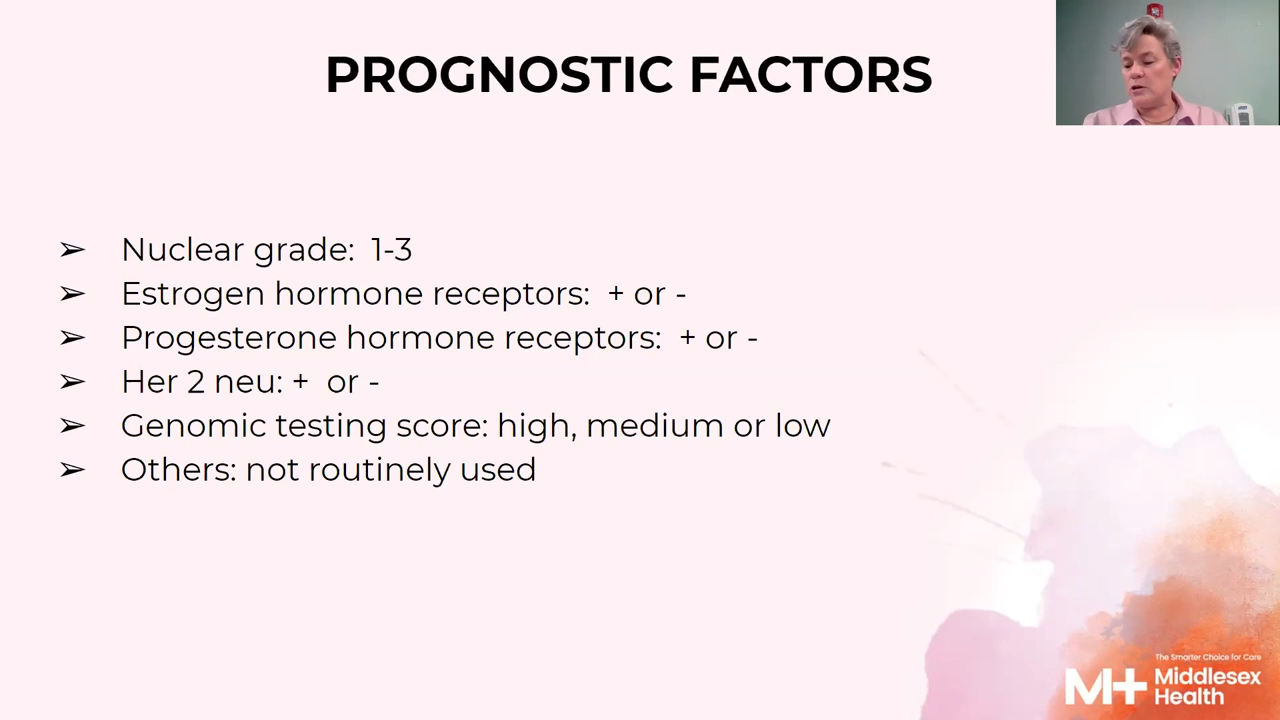 PROGNOSTIC FACTORS
➢ Nuclear grade: 1-3
➢ Estrogen hormone receptors: + or -
➢ Progesterone hormone receptors: + or -
➢ Her 2 neu: + or -
➢ Genomic testing score: high, medium or low
➢ Others: not routinely used
The Smarter Choice for Care
M+ Middlesex
Health